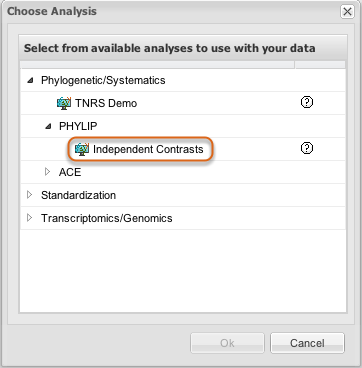 Choose Analysis
Select from available analyses to use with your data
Phylogenetic/Systematics
TNRS Demo
PHYLIP
Independent Contrasts
ACE
Standardization
Transcriptomics/Genomics
Ok
Cancel